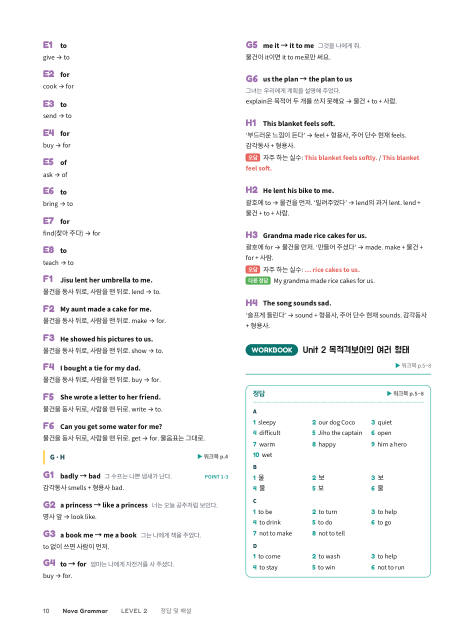 E1 to
give → to
E2 for
cook → for
E3 to
send → to
E4 for
buy → for
E5 of
ask → of
E6 to
bring → to
E7 for
find(찾아 주다) → for
E8 to
teach → to
F1 Jisu lent her umbrella to me.
물건을 동사 뒤로, 사람을 맨 뒤로. lend → to.
F2 My aunt made a cake for me.
물건을 동사 뒤로, 사람을 맨 뒤로. make → for.
F3 He showed his pictures to us.
물건을 동사 뒤로, 사람을 맨 뒤로. show → to.
F4 I bought a tie for my dad.
물건을 동사 뒤로, 사람을 맨 뒤로. buy → for.
F5 She wrote a letter to her friend.
물건을 동사 뒤로, 사람을 맨 뒤로. write → to.
F6 Can you get some water for me?
물건을 동사 뒤로, 사람을 맨 뒤로. get → for. 물음표는 그대로.
G · H ▶ 워크북 p.4
G1 badly → bad 그 수프는 나쁜 냄새가 난다. POINT 1-3
감각동사 smells + 형용사 bad.
G2 a princess → like a princess 너는 오늘 공주처럼 보인다.
명사 앞 → look like.
G3 a book me → me a book 그는 나에게 책을 주었다.
to 없이 쓰면 사람이 먼저.
G4 to → for 엄마는 나에게 자전거를 사 주셨다.
buy → for.
G5 me it → it to me 그것을 나에게 줘.
물건이 it이면 it to me로만 써요.
G6 us the plan → the plan to us
그녀는 우리에게 계획을 설명해 주었다.
explain은 목적어 두 개를 쓰지 못해요 → 물건 + to + 사람.
H1 This blanket feels soft.
'부드러운 느낌이 든다' → feel + 형용사, 주어 단수 현재 feels.
감각동사 + 형용사.
오답 자주 하는 실수: This blanket feels softly. / This blanket
feel soft.
H2 He lent his bike to me.
괄호에 to → 물건을 먼저. '빌려주었다' → lend의 과거 lent. lend +
물건 + to + 사람.
H3 Grandma made rice cakes for us.
괄호에 for → 물건을 먼저. '만들어 주셨다' → made. make + 물건 +
for + 사람.
오답 자주 하는 실수: … rice cakes to us.
다른 정답 My grandma made rice cakes for us.
H4 The song sounds sad.
'슬프게 들린다' → sound + 형용사, 주어 단수 현재 sounds. 감각동사
+ 형용사.
WORKBOOK Unit 2 목적격보어의 여러 형태
▶ 워크북 p.5~8
정답 ▶ 워크북 p.5~8
A
1 sleepy 2 our dog Coco 3 quiet
4 difficult 5 Jiho the captain 6 open
7 warm 8 happy 9 him a hero
10 wet
B
1 몸 2 보 3 보
4 몸 5 보 6 몸
C
1 to be 2 to turn 3 to help
4 to drink 5 to do 6 to go
7 not to make 8 not to tell
D
1 to come 2 to wash 3 to help
4 to stay 5 to win 6 not to run
10 Nova Grammar LEVEL 2 정답 및 해설